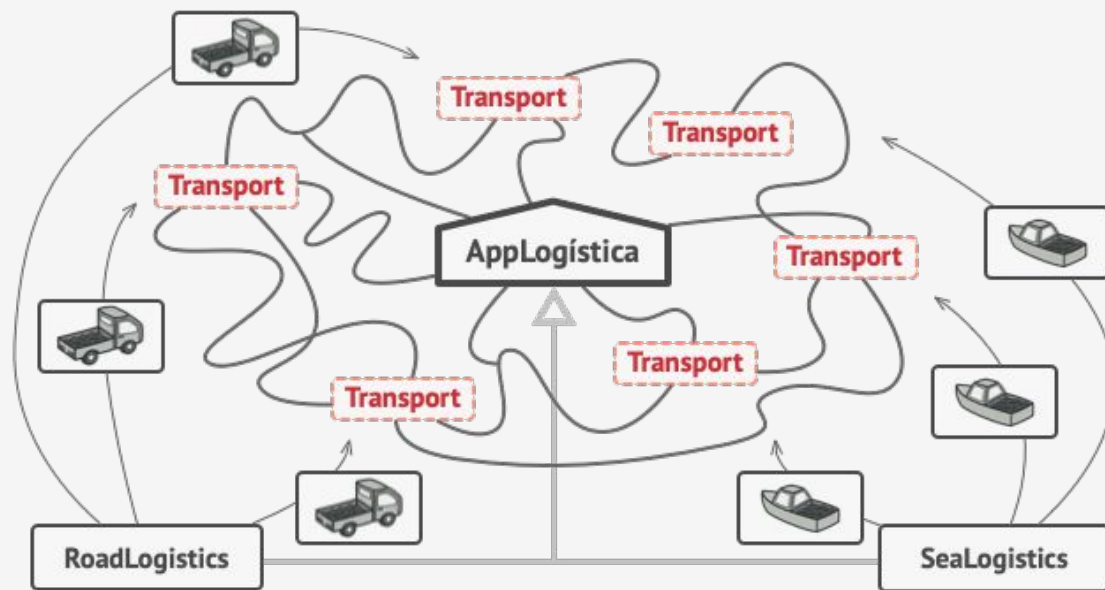 Transport
Transport
Transport
AppLogística
Transport
Transport
Transport
RoadLogistics
SeaLogistics